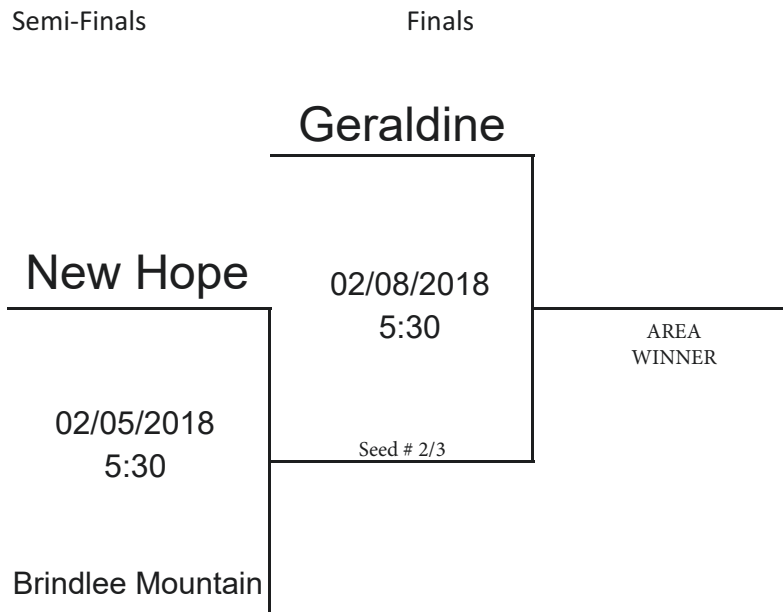 Semi-Finals
Finals
Geraldine
New Hope
02/08/2018
5:30
AREA
WINNER
02/05/2018
5:30
Seed # 2/3
Brindlee Mountain